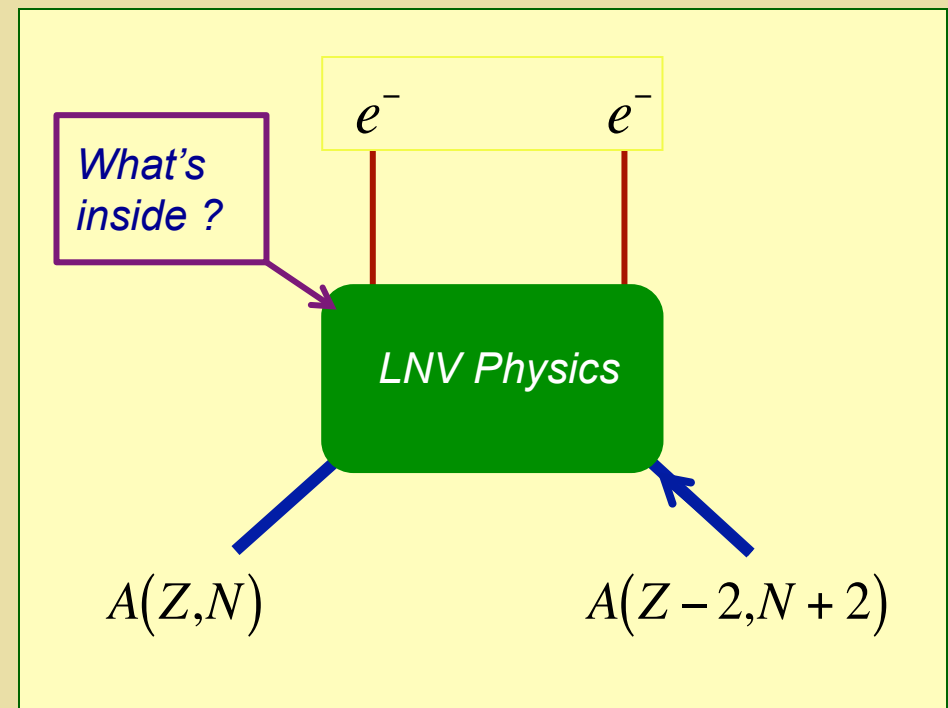 e⁻ e⁻
What's
inside ?
LNV Physics
A(Z,N) A(Z − 2,N + 2)